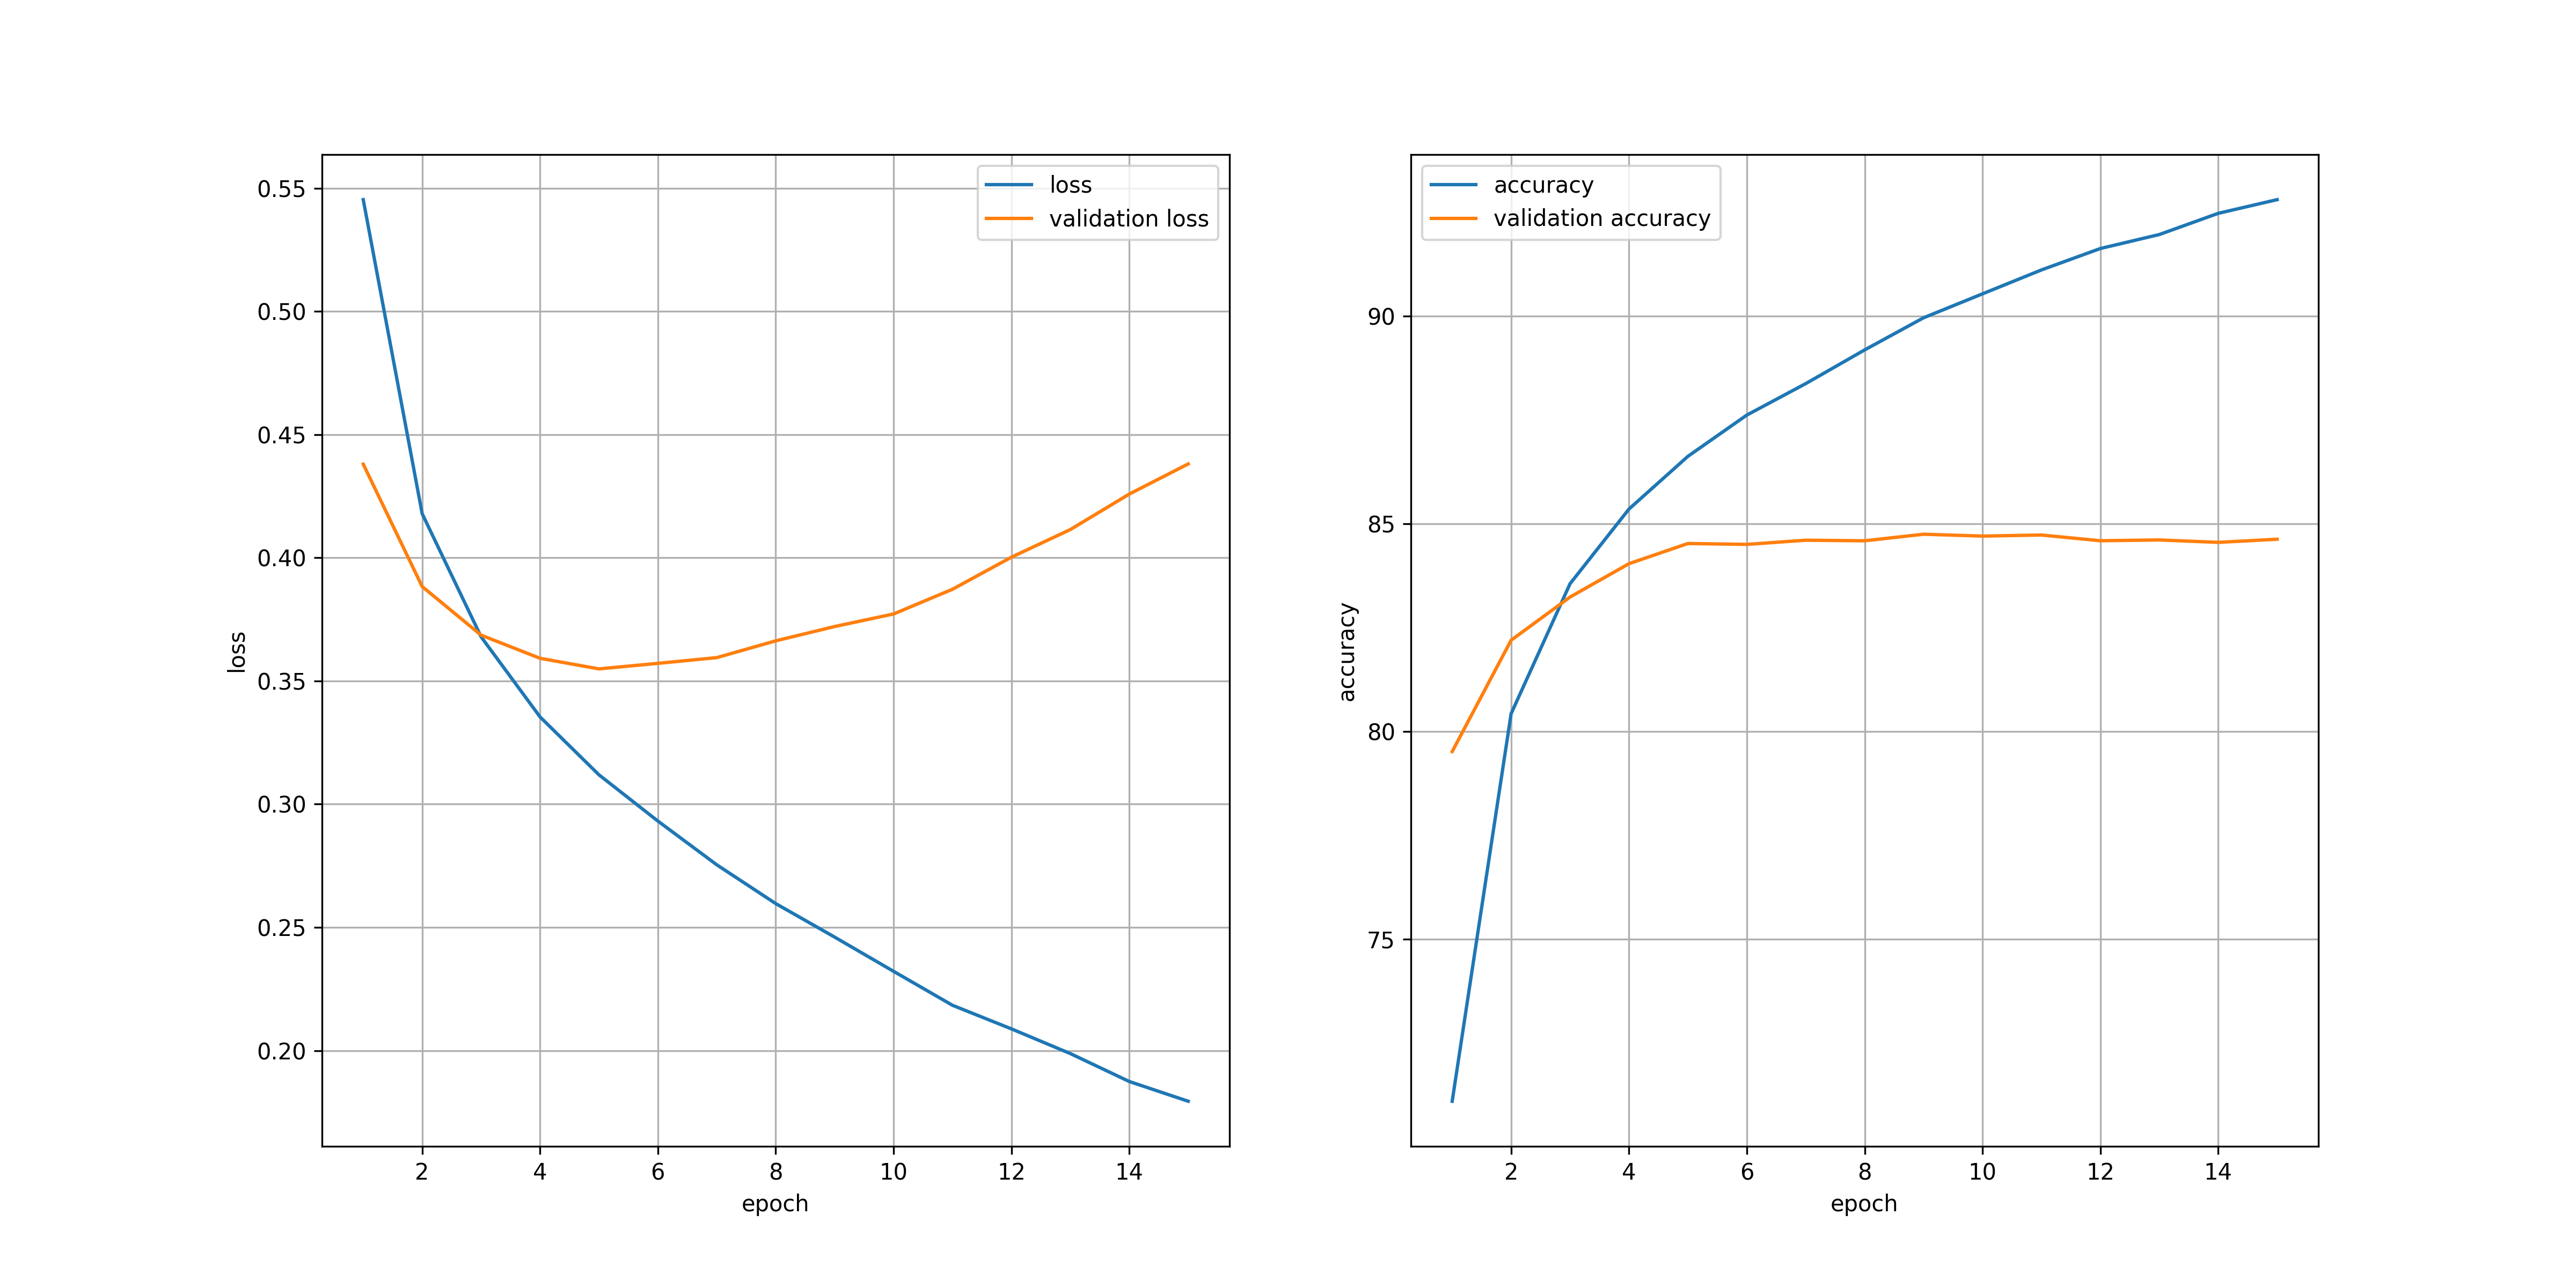 loss
validation loss
0.55
0.50
0.45
0.40
0.35
0.30
0.25
0.20
loss
2 4 6 8 10 12 14
epoch
accuracy
validation accuracy
90
85
80
75
accuracy
2 4 6 8 10 12 14
epoch